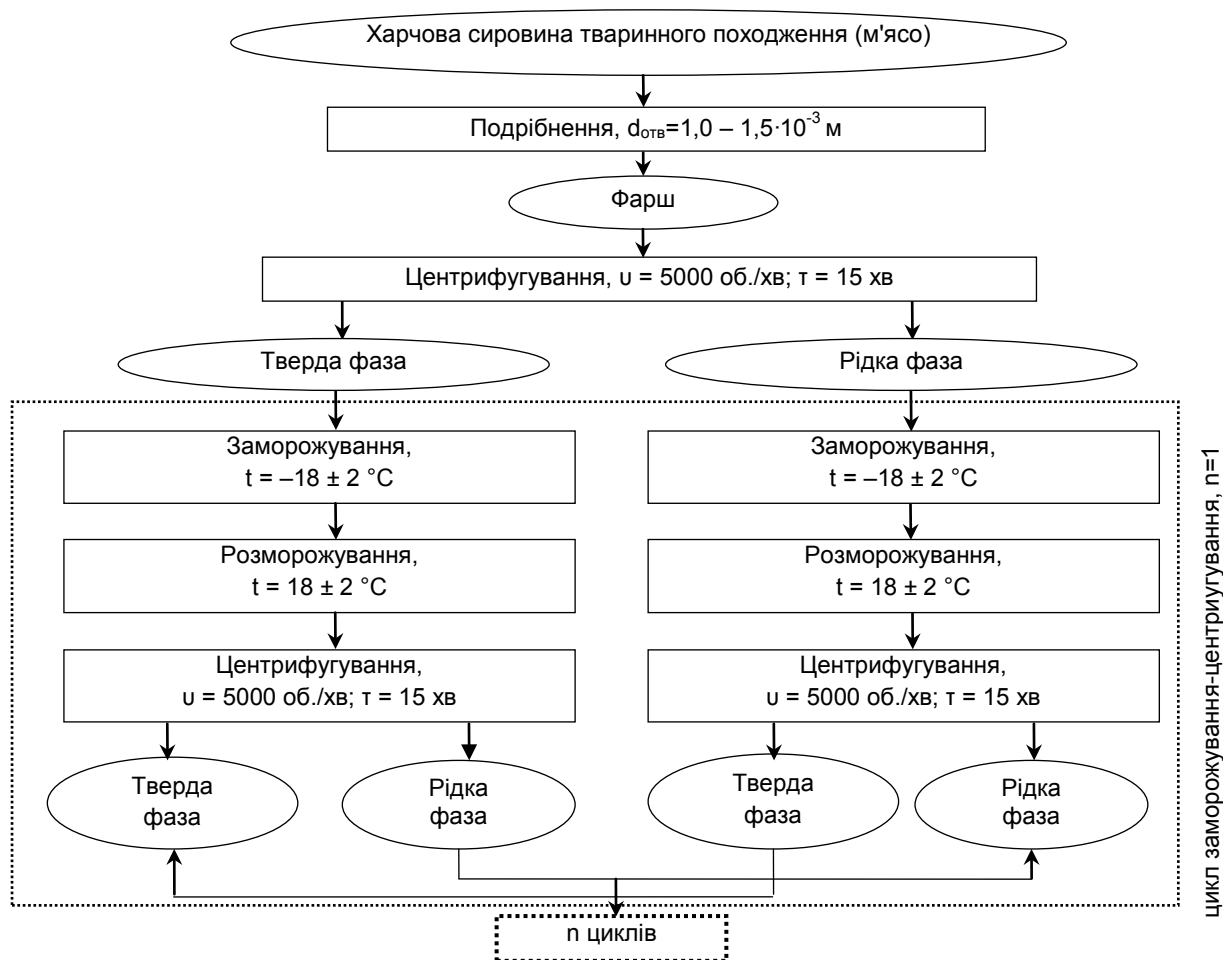 Харчова сировина тваринного походження (м'ясо)
Подрібнення, dотв=1,0 – 1,5·10-3 м
Фарш
Центрифугування, υ = 5000 об./хв; τ = 15 хв
Тверда фаза
Рідка фаза
Заморожування,
t = –18 ± 2 °С
Розморожування,
t = 18 ± 2 °С
Центрифугування,
υ = 5000 об./хв; τ = 15 хв
Тверда
фаза
Рідка
фаза
Заморожування,
t = –18 ± 2 °С
Розморожування,
t = 18 ± 2 °С
Центрифугування,
υ = 5000 об./хв; τ = 15 хв
Тверда
фаза
Рідка
фаза
цикл заморожування-центриугування, n=1
n циклів